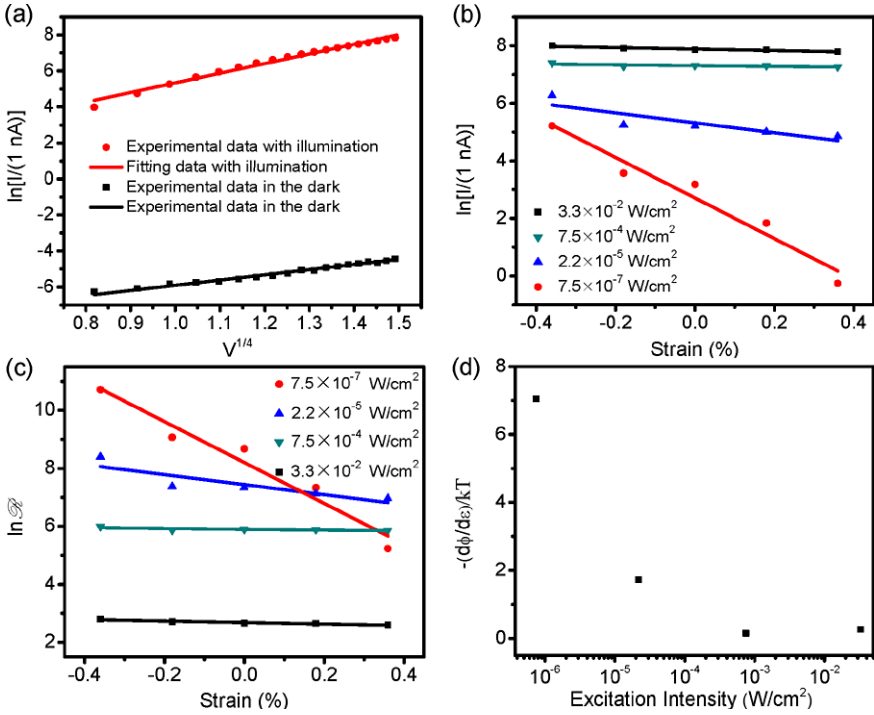 (a)
ln[I/(1 nA)]
8
6
4
2
0
-2
-4
-6
Experimental data with illumination
Fitting data with illumination
Experimental data in the dark
Experimental data in the dark
0.8 0.9 1.0 1.1 1.2 1.3 1.4 1.5
V^1/4
(b)
ln[I/(1 nA)]
10
8
6
4
2
0
3.3×10^-2 W/cm^2
7.5×10^-4 W/cm^2
2.2×10^-5 W/cm^2
7.5×10^-7 W/cm^2
-0.4 -0.2 0.0 0.2 0.4
Strain (%)
(c)
ln ℛ
10
8
6
4
2
7.5×10^-7 W/cm^2
2.2×10^-5 W/cm^2
7.5×10^-4 W/cm^2
3.3×10^-2 W/cm^2
-0.4 -0.2 0.0 0.2 0.4
Strain (%)
(d)
-(dϕ/dε)/kT
8
6
4
2
0
10^-6 10^-5 10^-4 10^-3 10^-2
Excitation Intensity (W/cm^2)